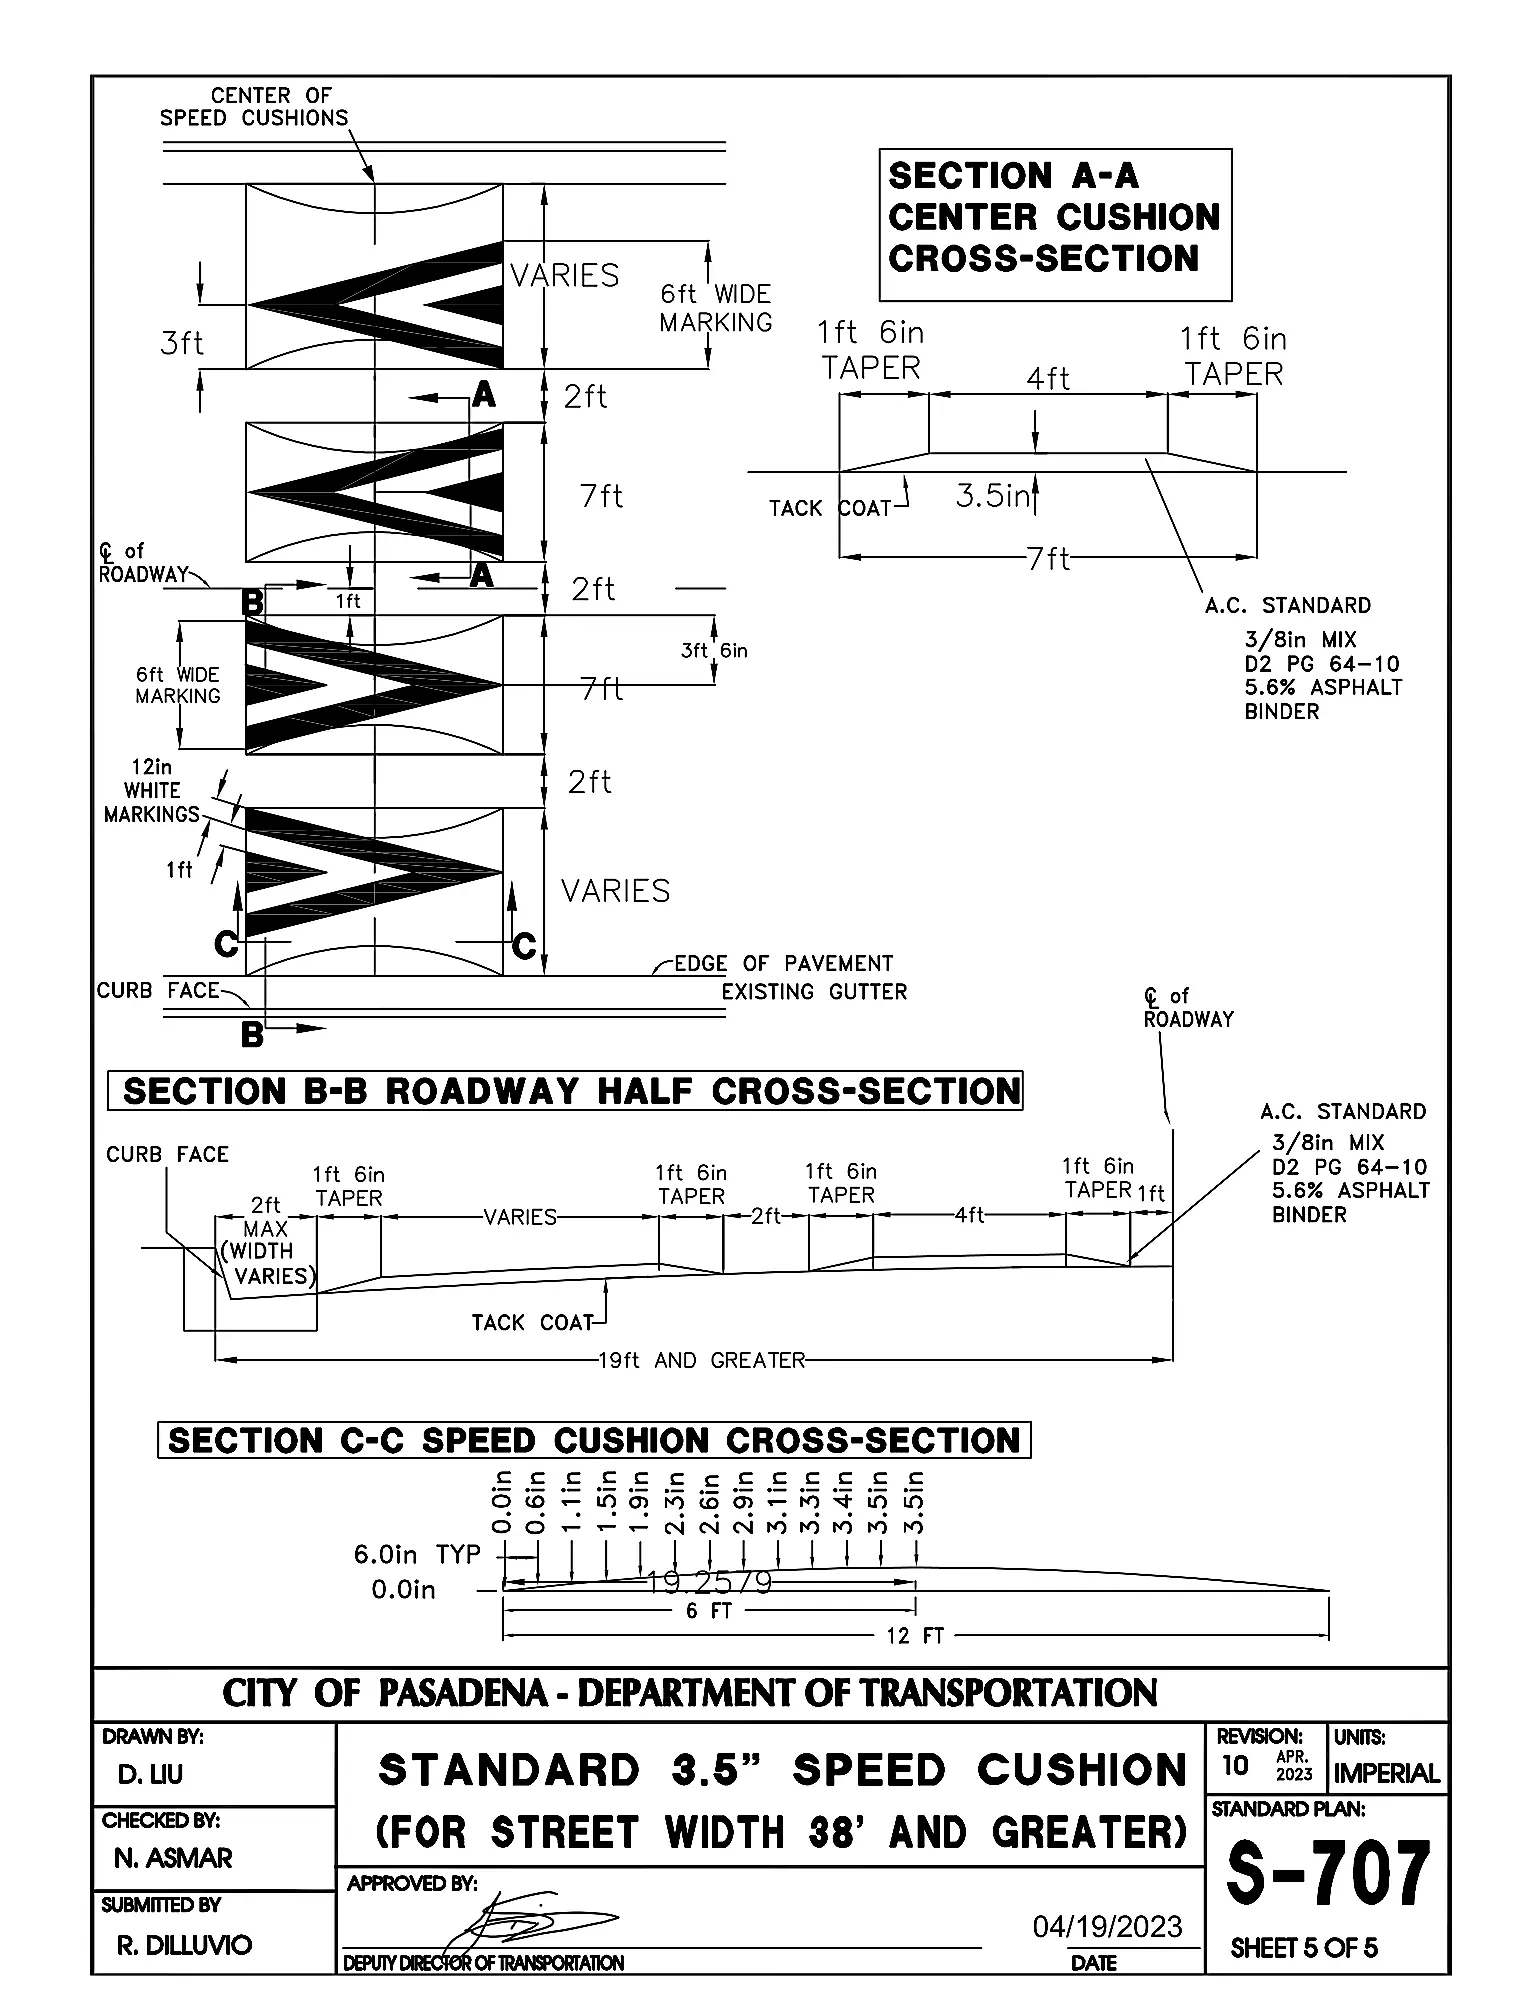 CENTER OF
SPEED CUSHIONS
SECTION A-A
CENTER CUSHION
CROSS-SECTION
VARIES
6ft WIDE
MARKING
3ft
1ft 6in
TAPER
4ft
1ft 6in
TAPER
A
2ft
7ft
TACK COAT
3.5in
7ft
℄ of
ROADWAY
A
B
1ft
2ft
A.C. STANDARD
3/8in MIX
D2 PG 64-10
5.6% ASPHALT
BINDER
6ft WIDE
MARKING
3ft 6in
7ft
12in
WHITE
MARKINGS
2ft
1ft
VARIES
C
C
EDGE OF PAVEMENT
CURB FACE
EXISTING GUTTER
B
℄ of
ROADWAY
SECTION B-B ROADWAY HALF CROSS-SECTION
A.C. STANDARD
3/8in MIX
D2 PG 64-10
5.6% ASPHALT
BINDER
CURB FACE
2ft
MAX
(WIDTH
VARIES)
1ft 6in
TAPER
VARIES
1ft 6in
TAPER
2ft
1ft 6in
TAPER
4ft
1ft 6in
TAPER
1ft
TACK COAT
19ft AND GREATER
SECTION C-C SPEED CUSHION CROSS-SECTION
0.0in
0.6in
1.1in
1.5in
1.9in
2.3in
2.6in
2.9in
3.1in
3.3in
3.4in
3.5in
3.5in
6.0in TYP
0.0in
19.2579
6 FT
12 FT
CITY OF PASADENA - DEPARTMENT OF TRANSPORTATION
DRAWN BY:
D. LIU
CHECKED BY:
N. ASMAR
SUBMITTED BY
R. DILLUVIO
STANDARD 3.5” SPEED CUSHION
(FOR STREET WIDTH 38’ AND GREATER)
APPROVED BY:
04/19/2023
DEPUTY DIRECTOR OF TRANSPORTATION
DATE
REVISION:
10 APR.
2023
UNITS:
IMPERIAL
STANDARD PLAN:
S-707
SHEET 5 OF 5